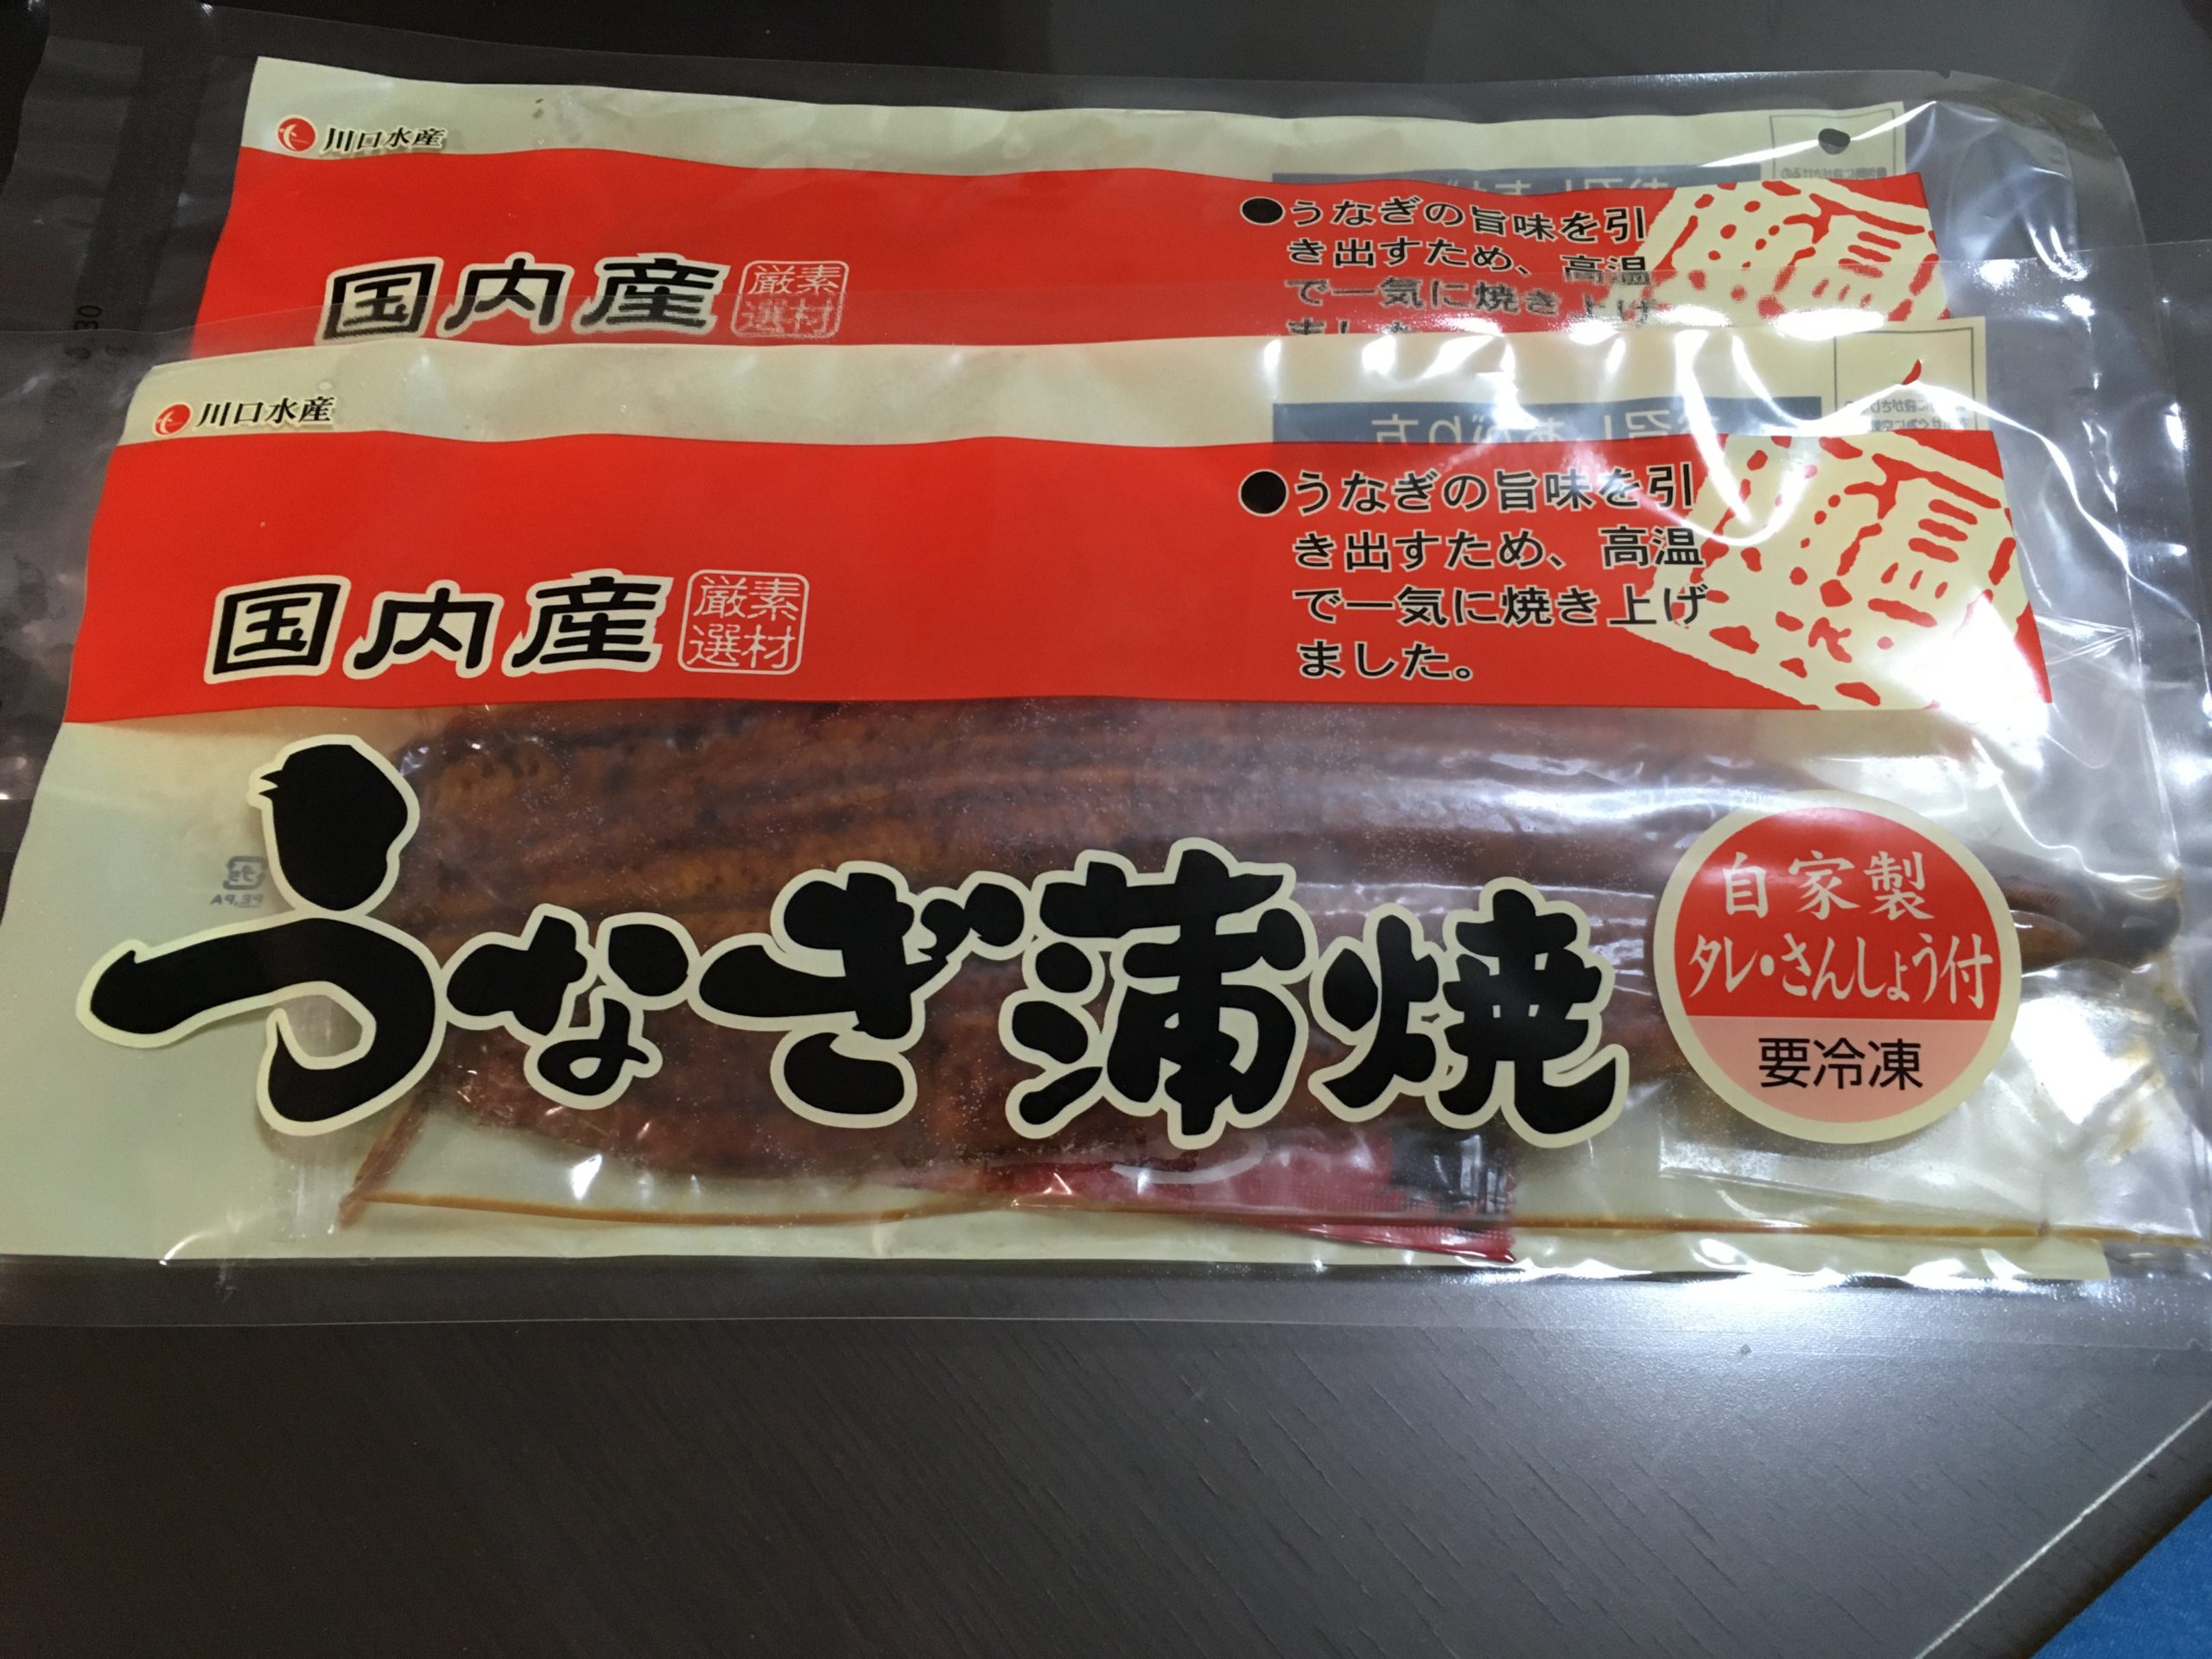 川口水産
国内産
厳選
素材
●うなぎの旨味を引
き出すため、高温
で一気に焼き上げ
川口水産
国内産
厳選
素材
●うなぎの旨味を引
き出すため、高温
で一気に焼き上げ
ました。
うなぎ蒲焼
自家製
タレ・さんしょう付
要冷凍